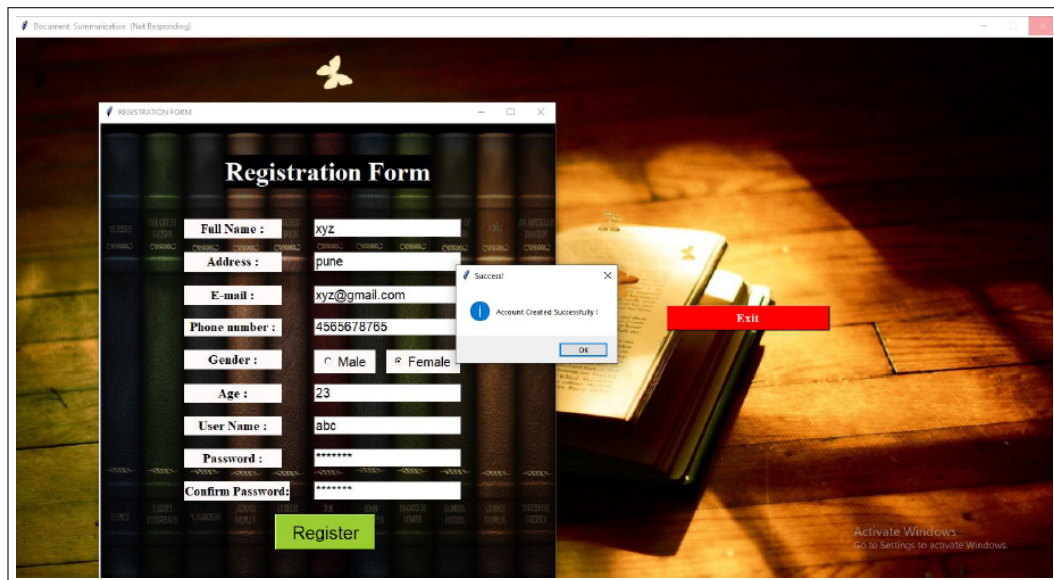 Document Summarization (Not Responding)
REGISTRATION FORM
Registration Form
Full Name : xyz
Address : pune
E-mail : xyz@gmail.com
Phone number : 4565678765
Gender : Male Female
Age : 23
User Name : abc
Password : *******
Confirm Password: *******
Register
Success!
Account Created Successfully !
OK
Exit
Activate Windows
Go to Settings to activate Windows.